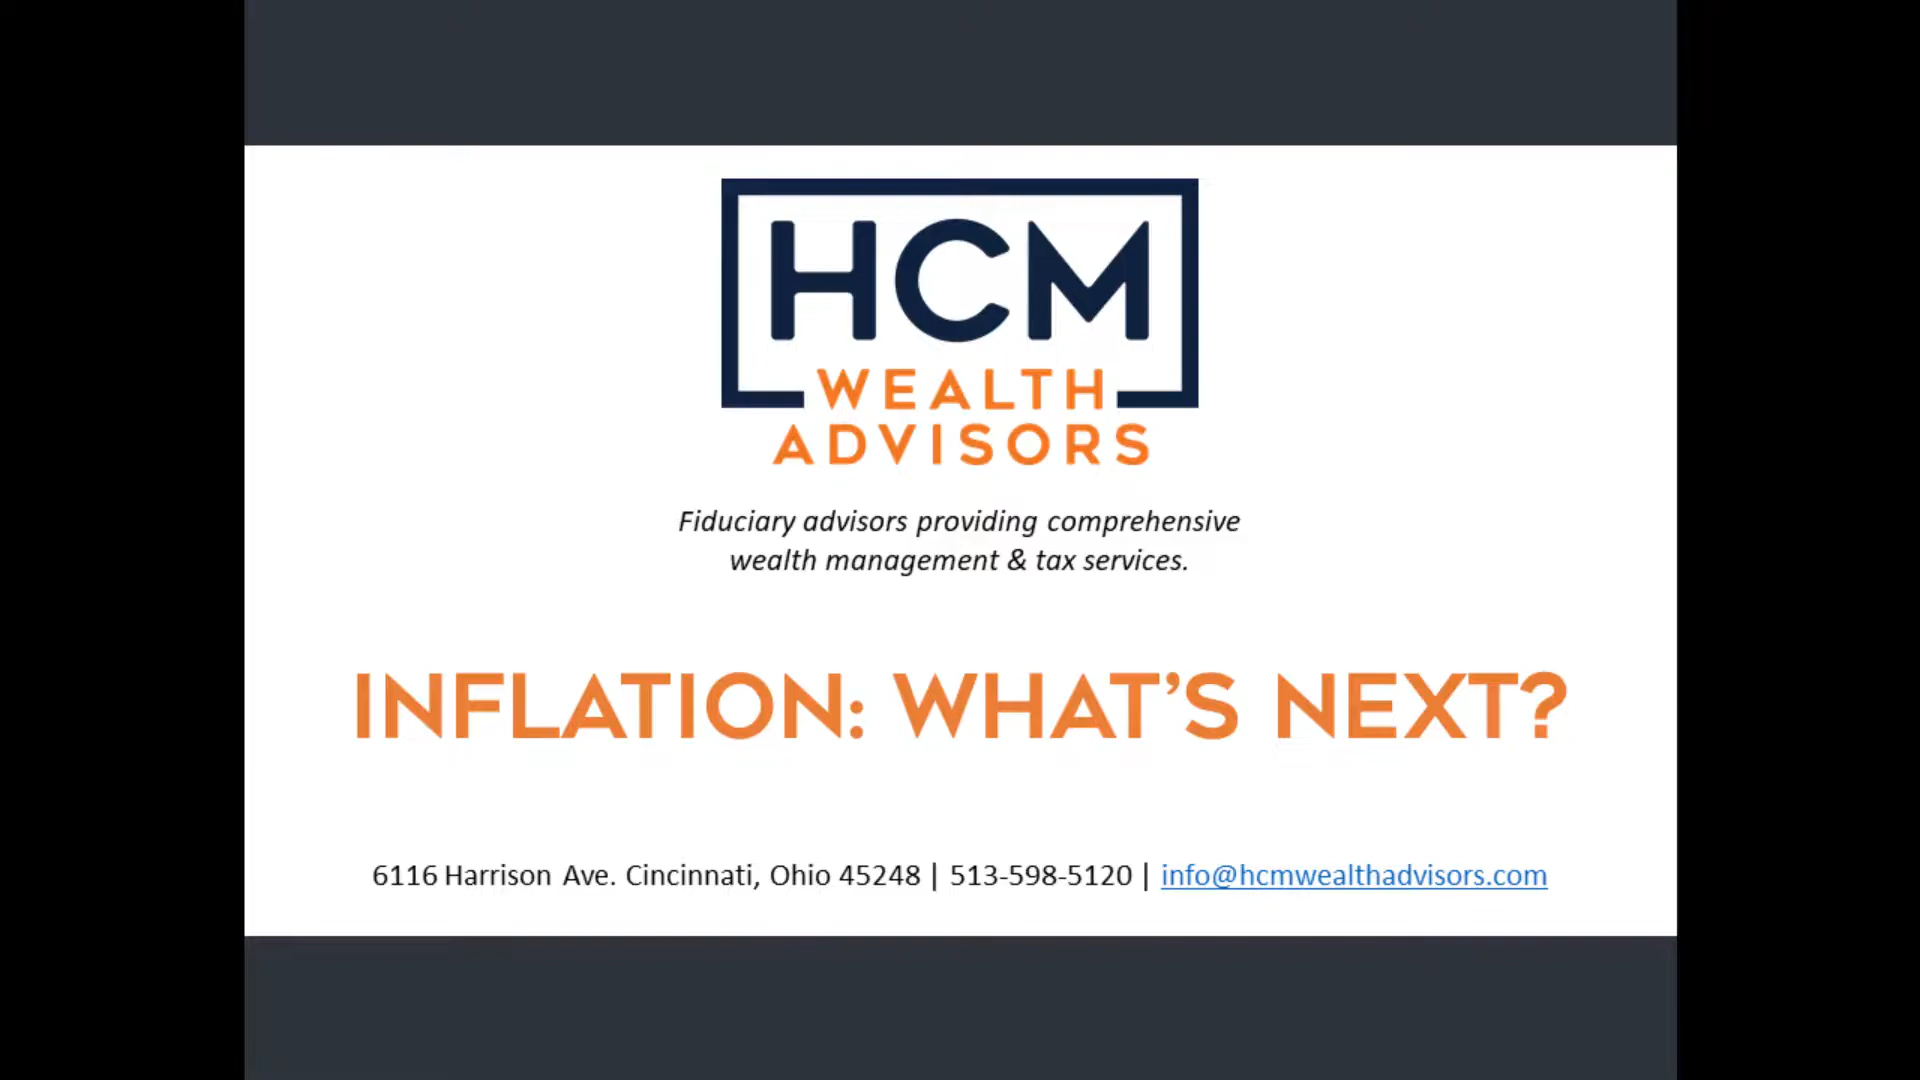 HCM
WEALTH
ADVISORS
Fiduciary advisors providing comprehensive
wealth management & tax services.
INFLATION: WHAT'S NEXT?
6116 Harrison Ave. Cincinnati, Ohio 45248 | 513-598-5120 | info@hcmwealthadvisors.com